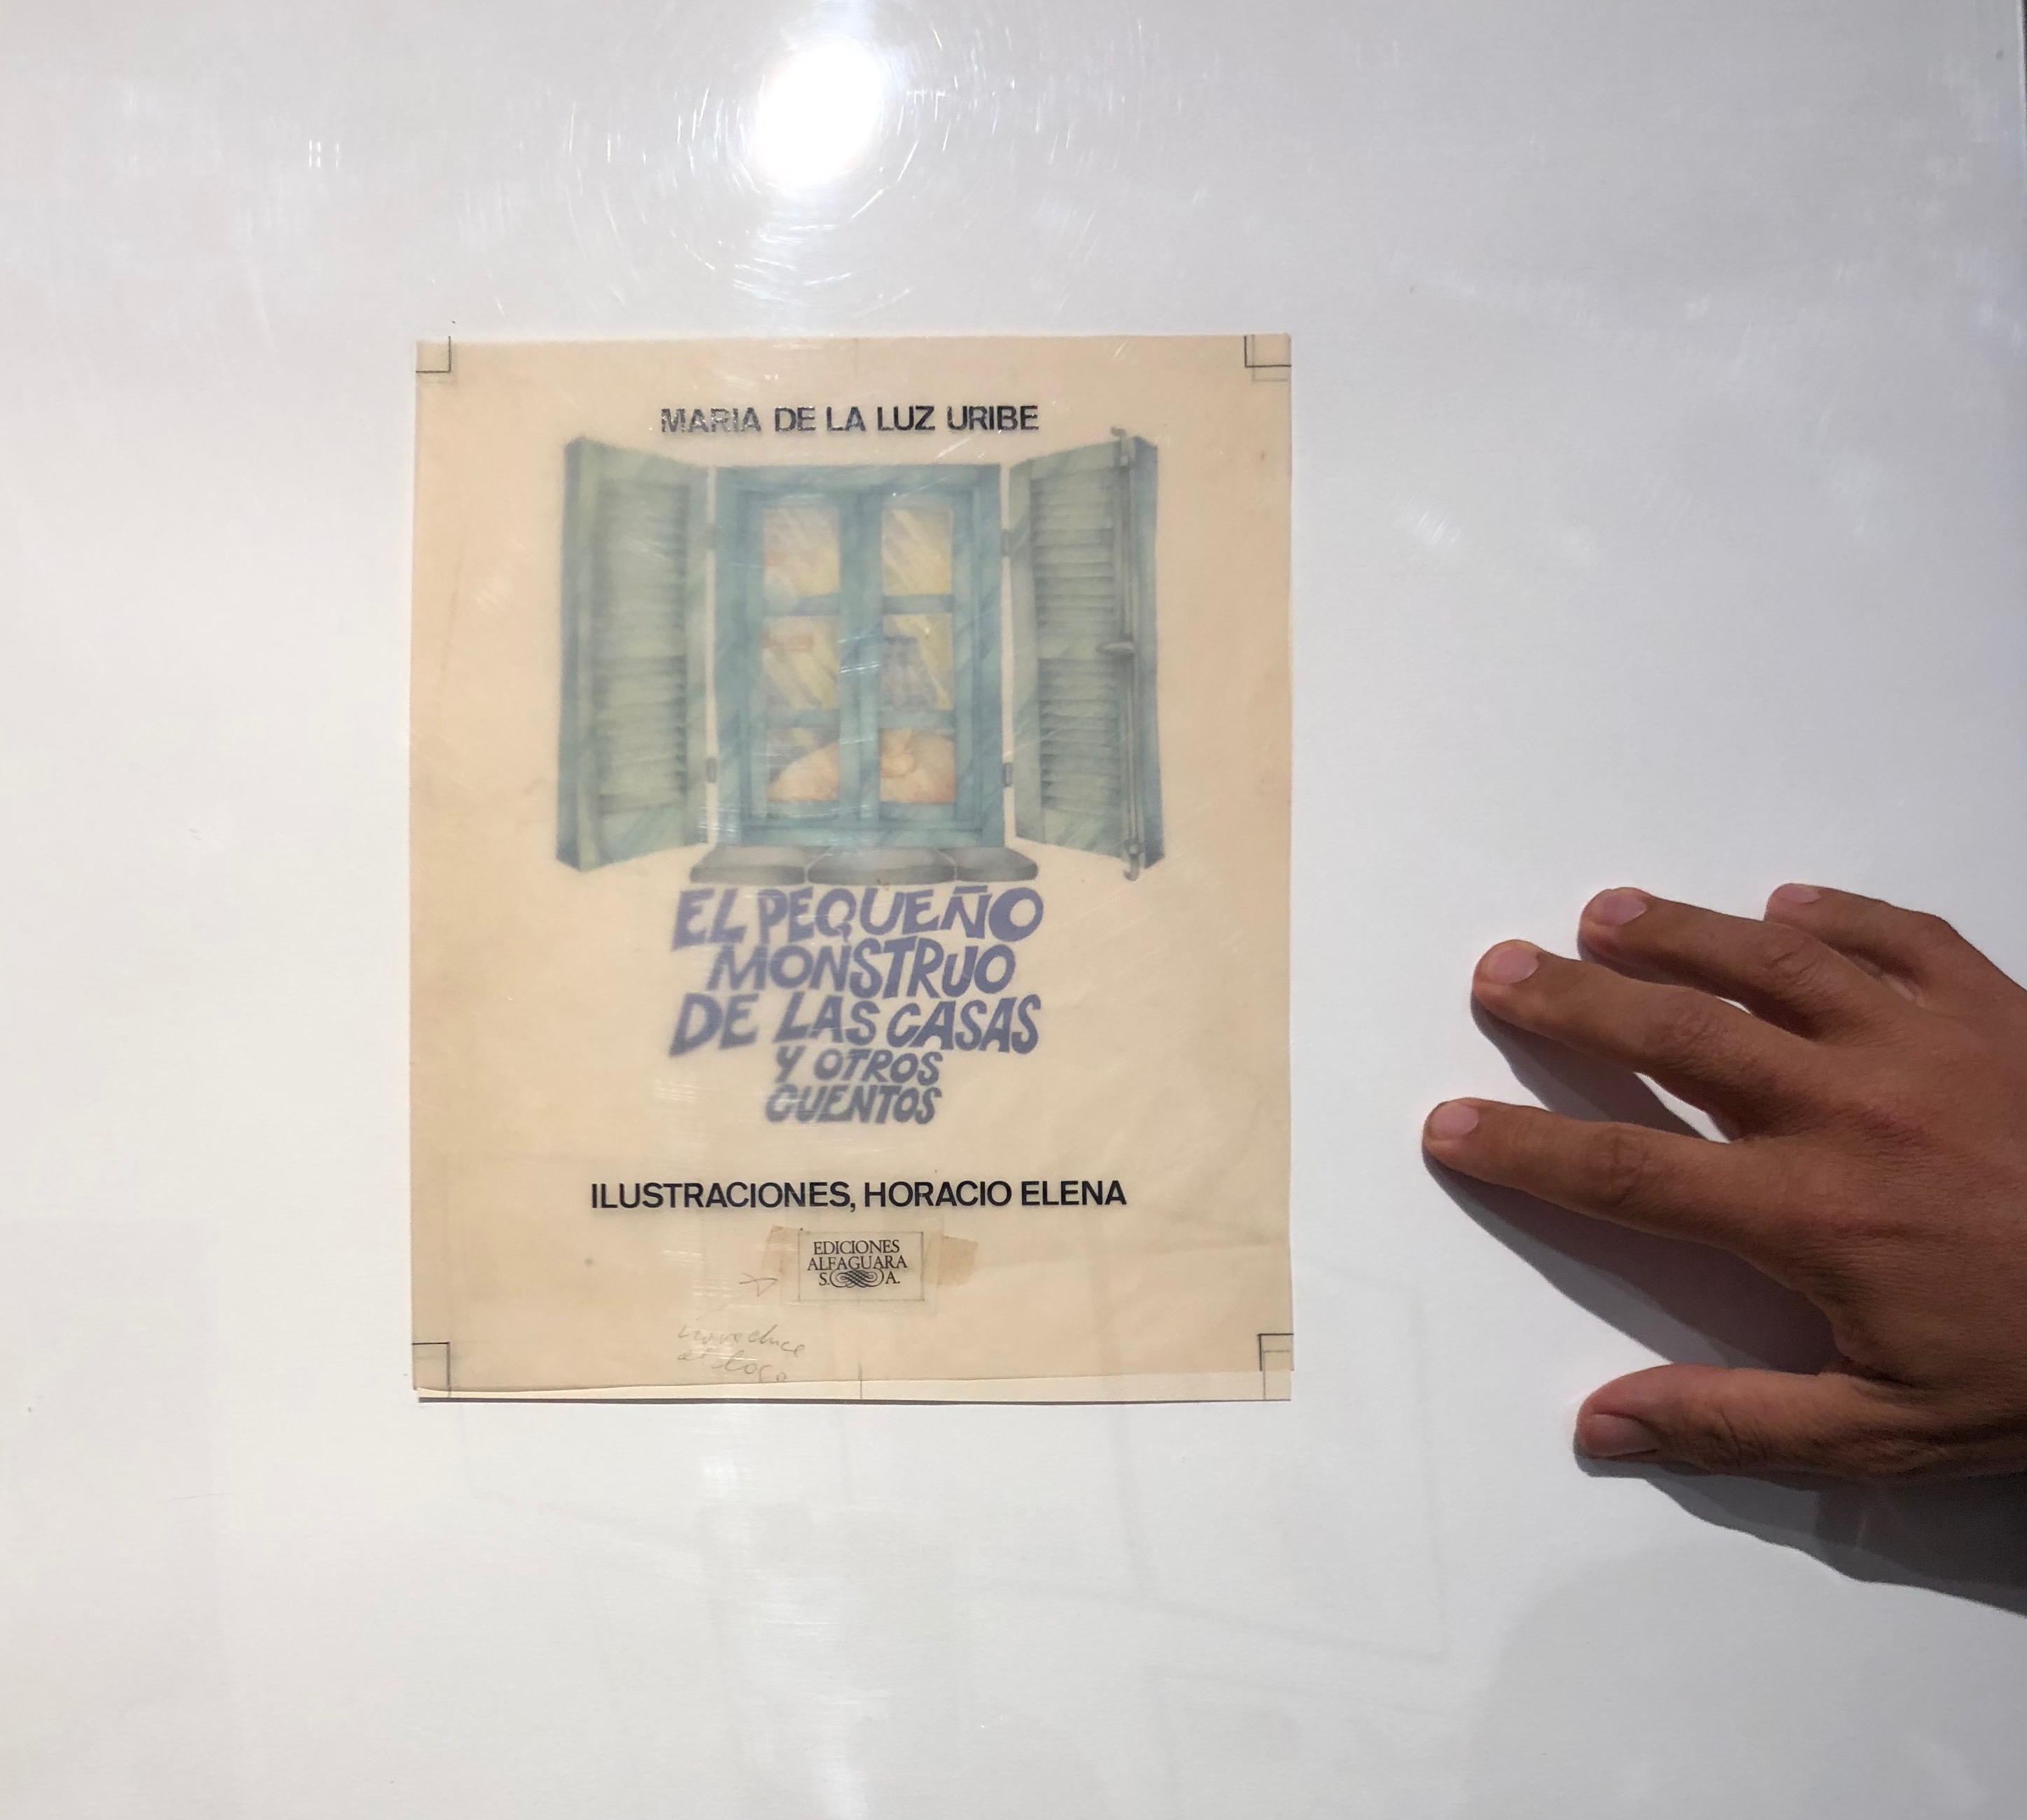 MARIA DE LA LUZ URIBE
EL PEQUEÑO
MONSTRUO
DE LAS CASAS
Y OTROS
CUENTOS
ILUSTRACIONES, HORACIO ELENA
EDICIONES
ALFAGUARA
S. A.